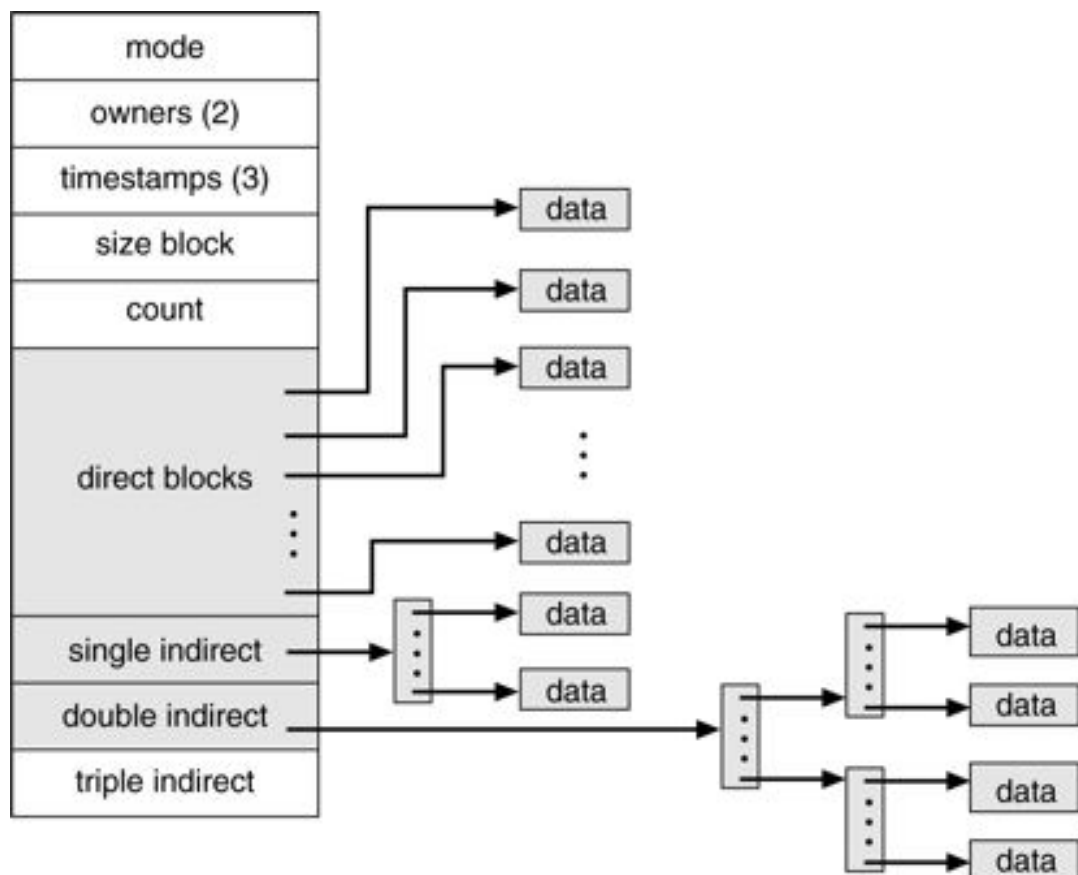 mode
owners (2)
timestamps (3)
size block
count
direct blocks
single indirect
double indirect
triple indirect
data
data
data
data
data
data
data
data
data
data